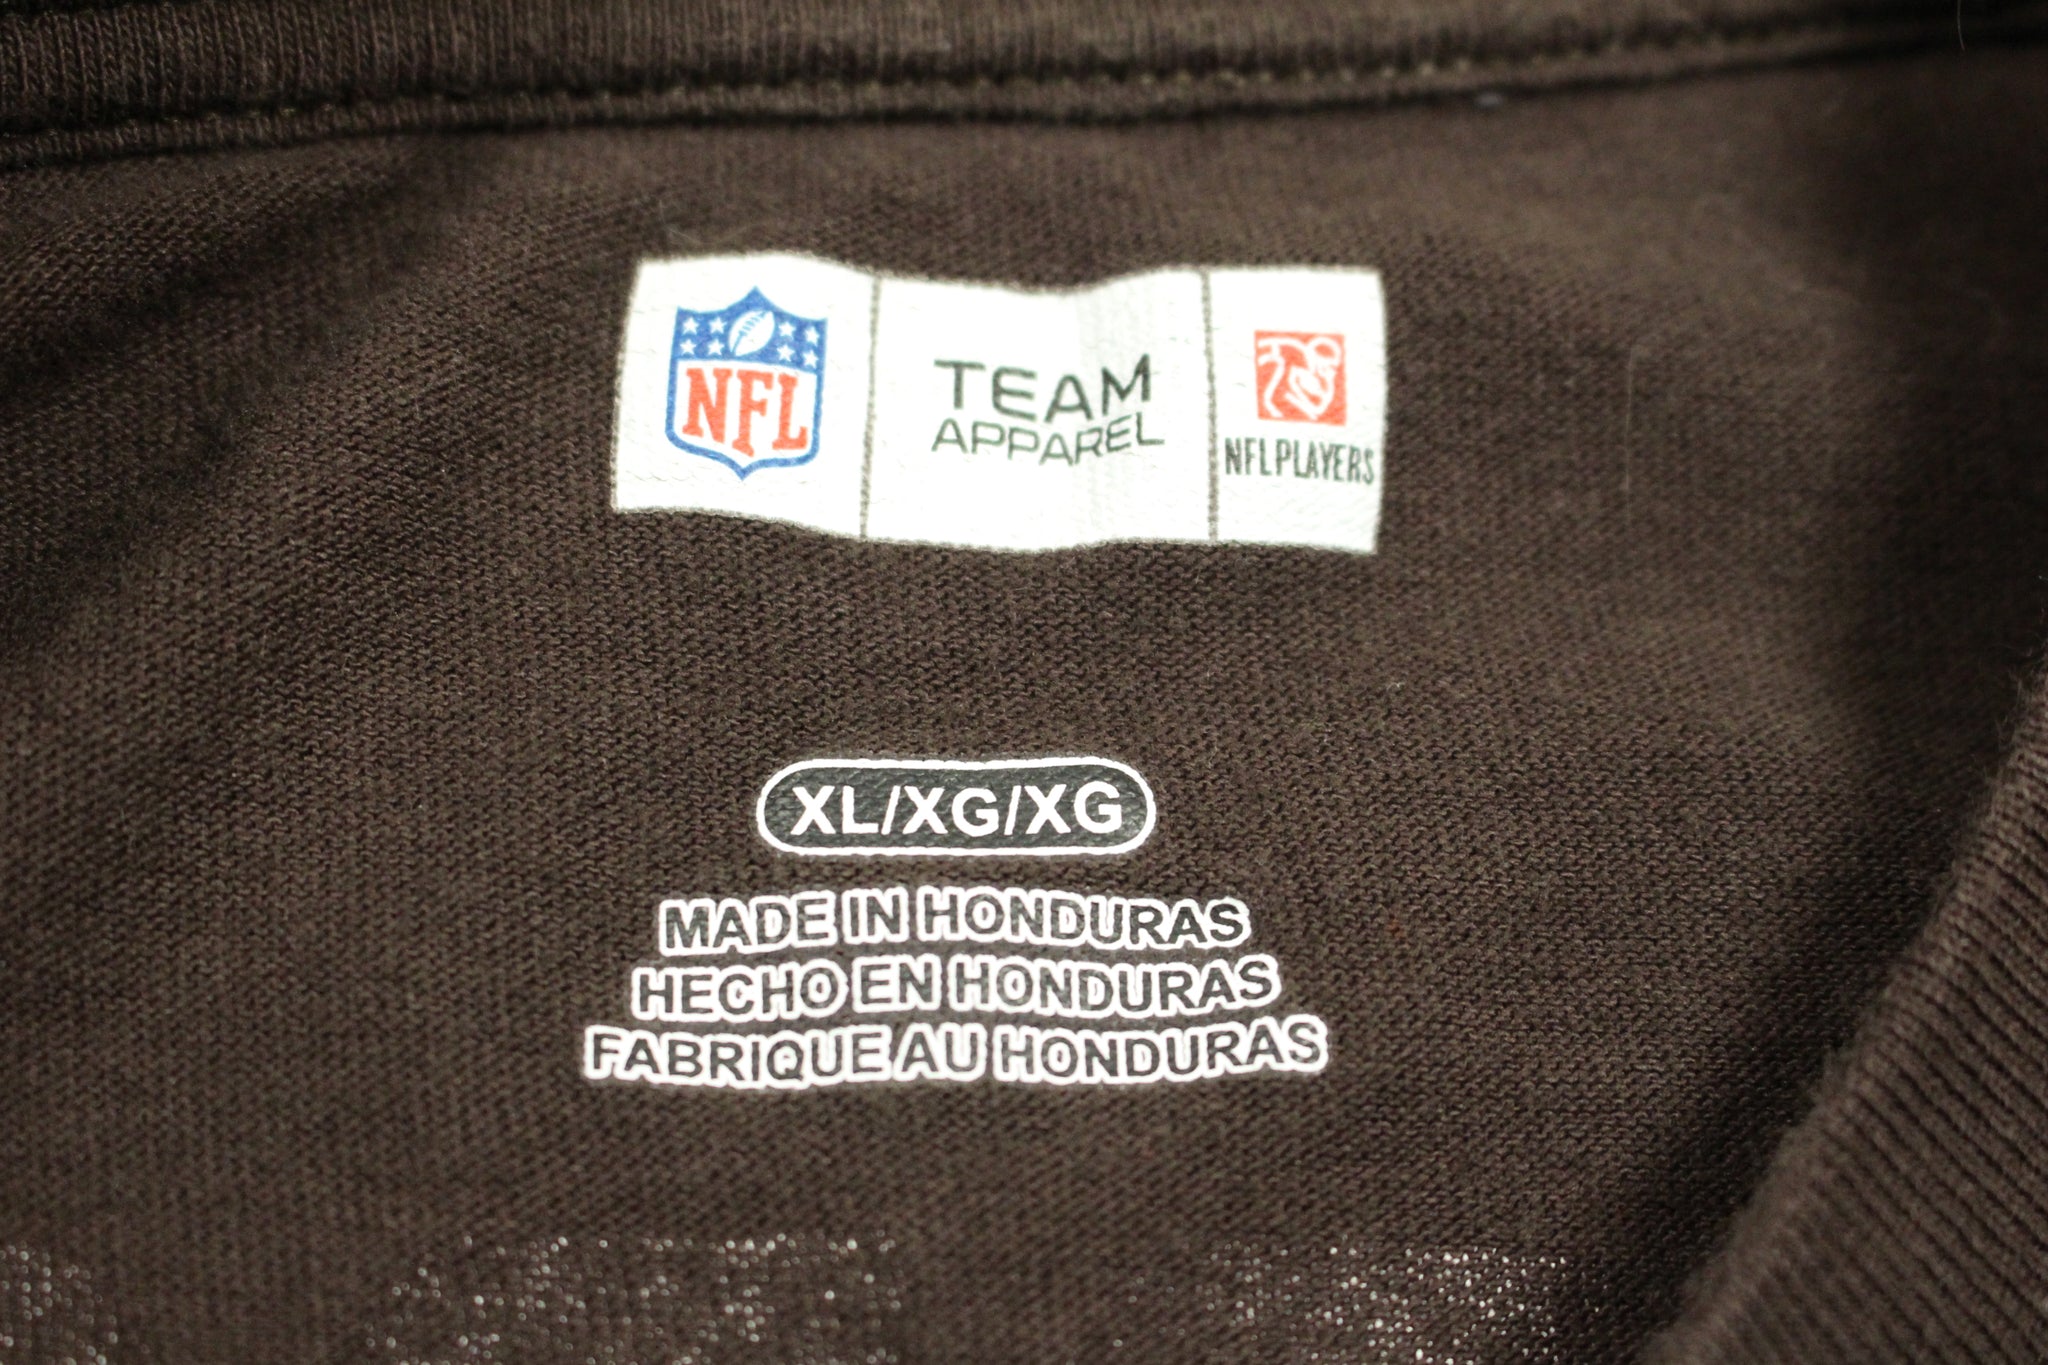 NFL
TEAM
APPAREL
NFLPLAYERS
XL/XG/XG
MADE IN HONDURAS
HECHO EN HONDURAS
FABRIQUE AU HONDURAS